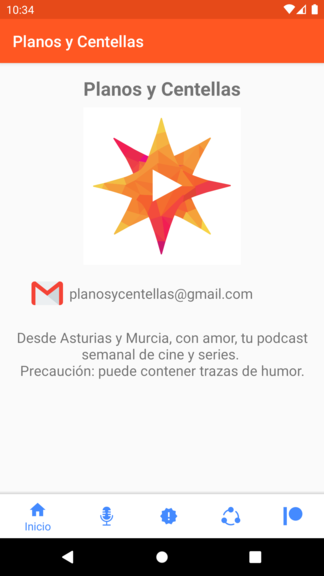 10:34
Planos y Centellas
Planos y Centellas
planosycentellas@gmail.com
Desde Asturias y Murcia, con amor, tu podcast
semanal de cine y series.
Precaución: puede contener trazas de humor.
Inicio